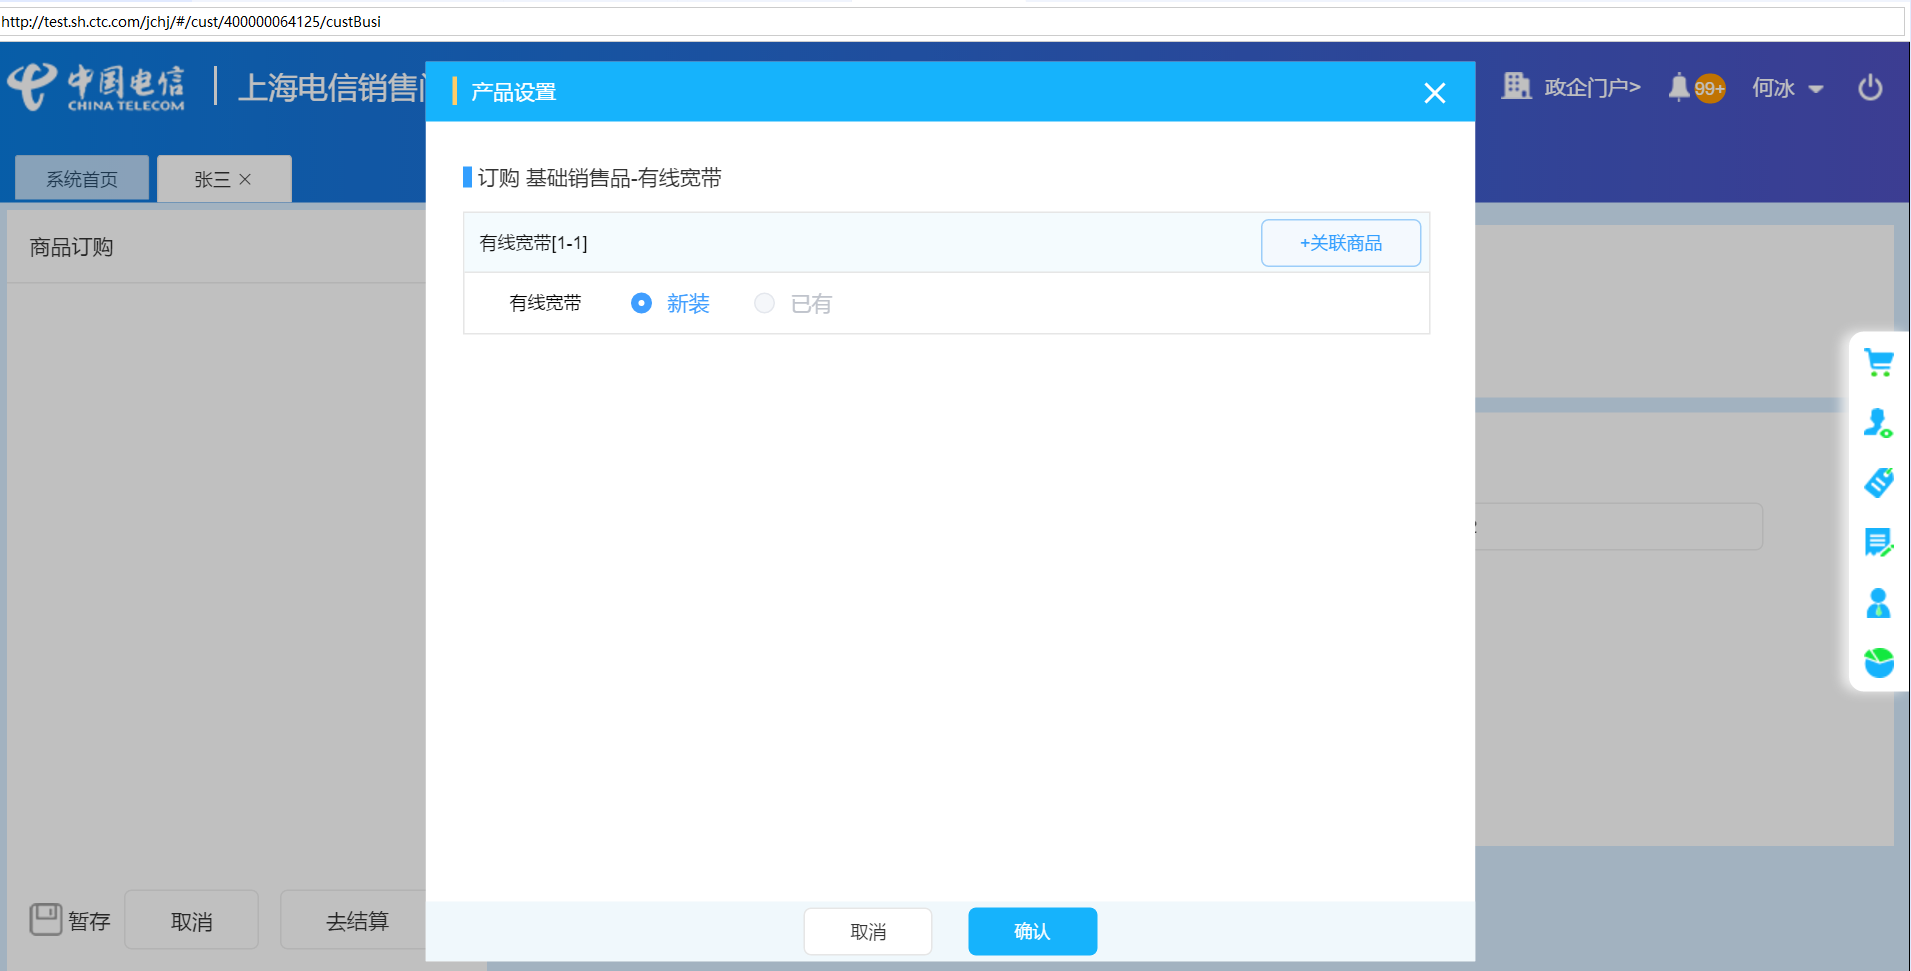 http://test.sh.ctc.com/jchj/#/cust/400000064125/custBusi
中国电信
CHINA TELECOM
上海电信销售
产品设置
政企门户>
99+
何冰
系统首页
张三
商品订购
订购 基础销售品-有线宽带
有线宽带[1-1]
+关联商品
有线宽带
新装
已有
暂存
取消
去结算
取消
确认